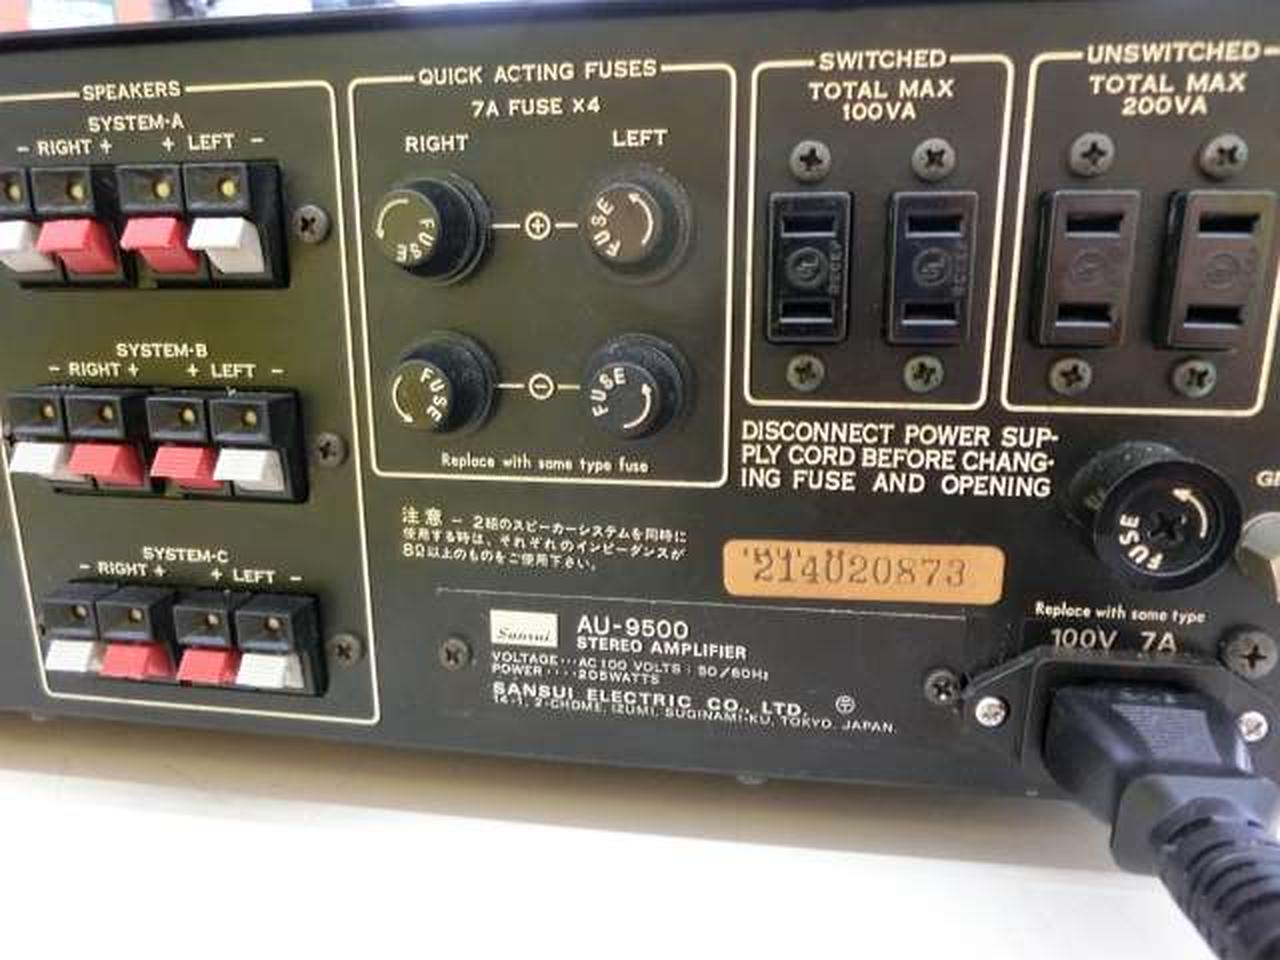 SPEAKERS
SYSTEM-A
- RIGHT + + LEFT -
SYSTEM-B
- RIGHT + + LEFT -
SYSTEM-C
- RIGHT + + LEFT -
QUICK ACTING FUSES
7A FUSE X4
RIGHT LEFT
FUSE FUSE
FUSE FUSE
Replace with same type fuse
SWITCHED
TOTAL MAX
100VA
UNSWITCHED
TOTAL MAX
200VA
DISCONNECT POWER SUP-
PLY CORD BEFORE CHANG-
ING FUSE AND OPENING
FUSE
注意 - 2組のスピーカーシステムを同時に
使用する時は、それぞれのインピーダンスが
8Ω以上のものをご使用下さい。
214020873
Replace with same type
100V 7A
Sansui AU-9500
STEREO AMPLIFIER
VOLTAGE···AC100 VOLTS : 50/60Hz
POWER····205WATTS
SANSUI ELECTRIC CO., LTD.
14-1, 2-CHOME, IZUMI, SUGINAMI-KU, TOKYO, JAPAN.